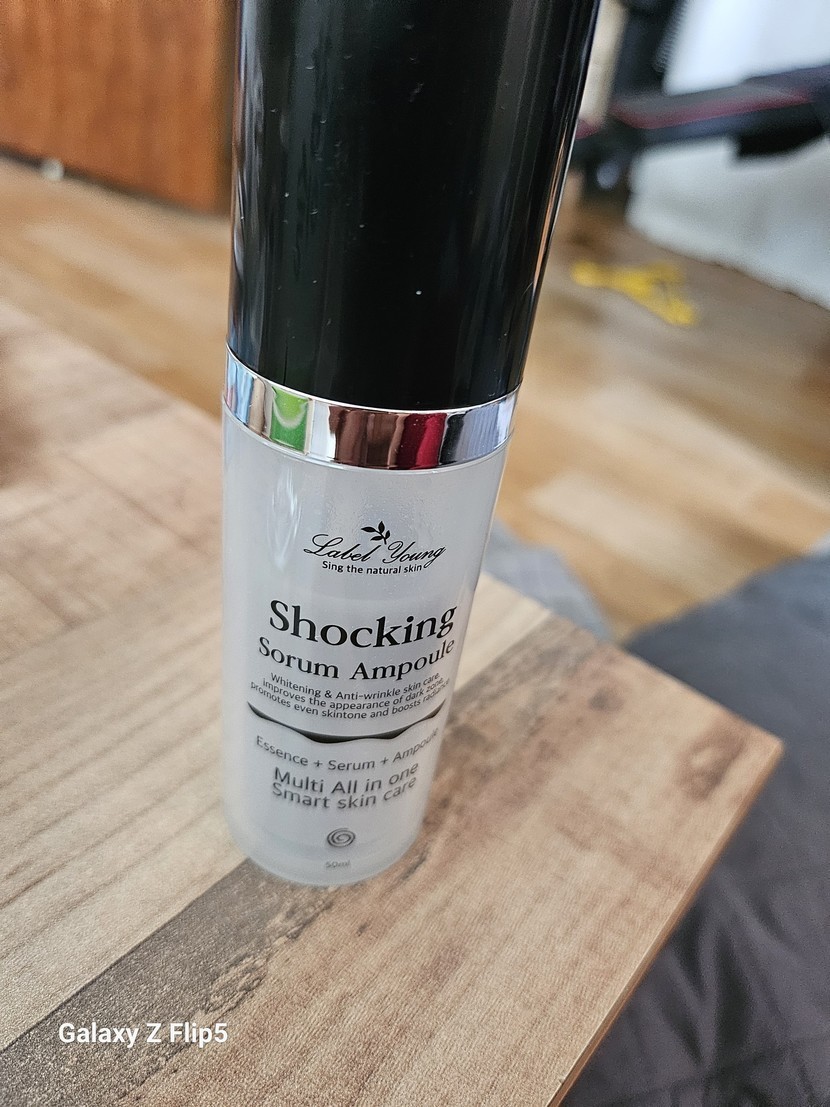 Label Young
Sing the natural skin
Shocking
Sorum Ampoule
Whitening & Anti-wrinkle skin care
improves the appearance of dark zone,
promotes even skintone and boosts radiance
Essence + Serum + Ampoule
Multi All in one
Smart skin care
50ml
Galaxy Z Flip5